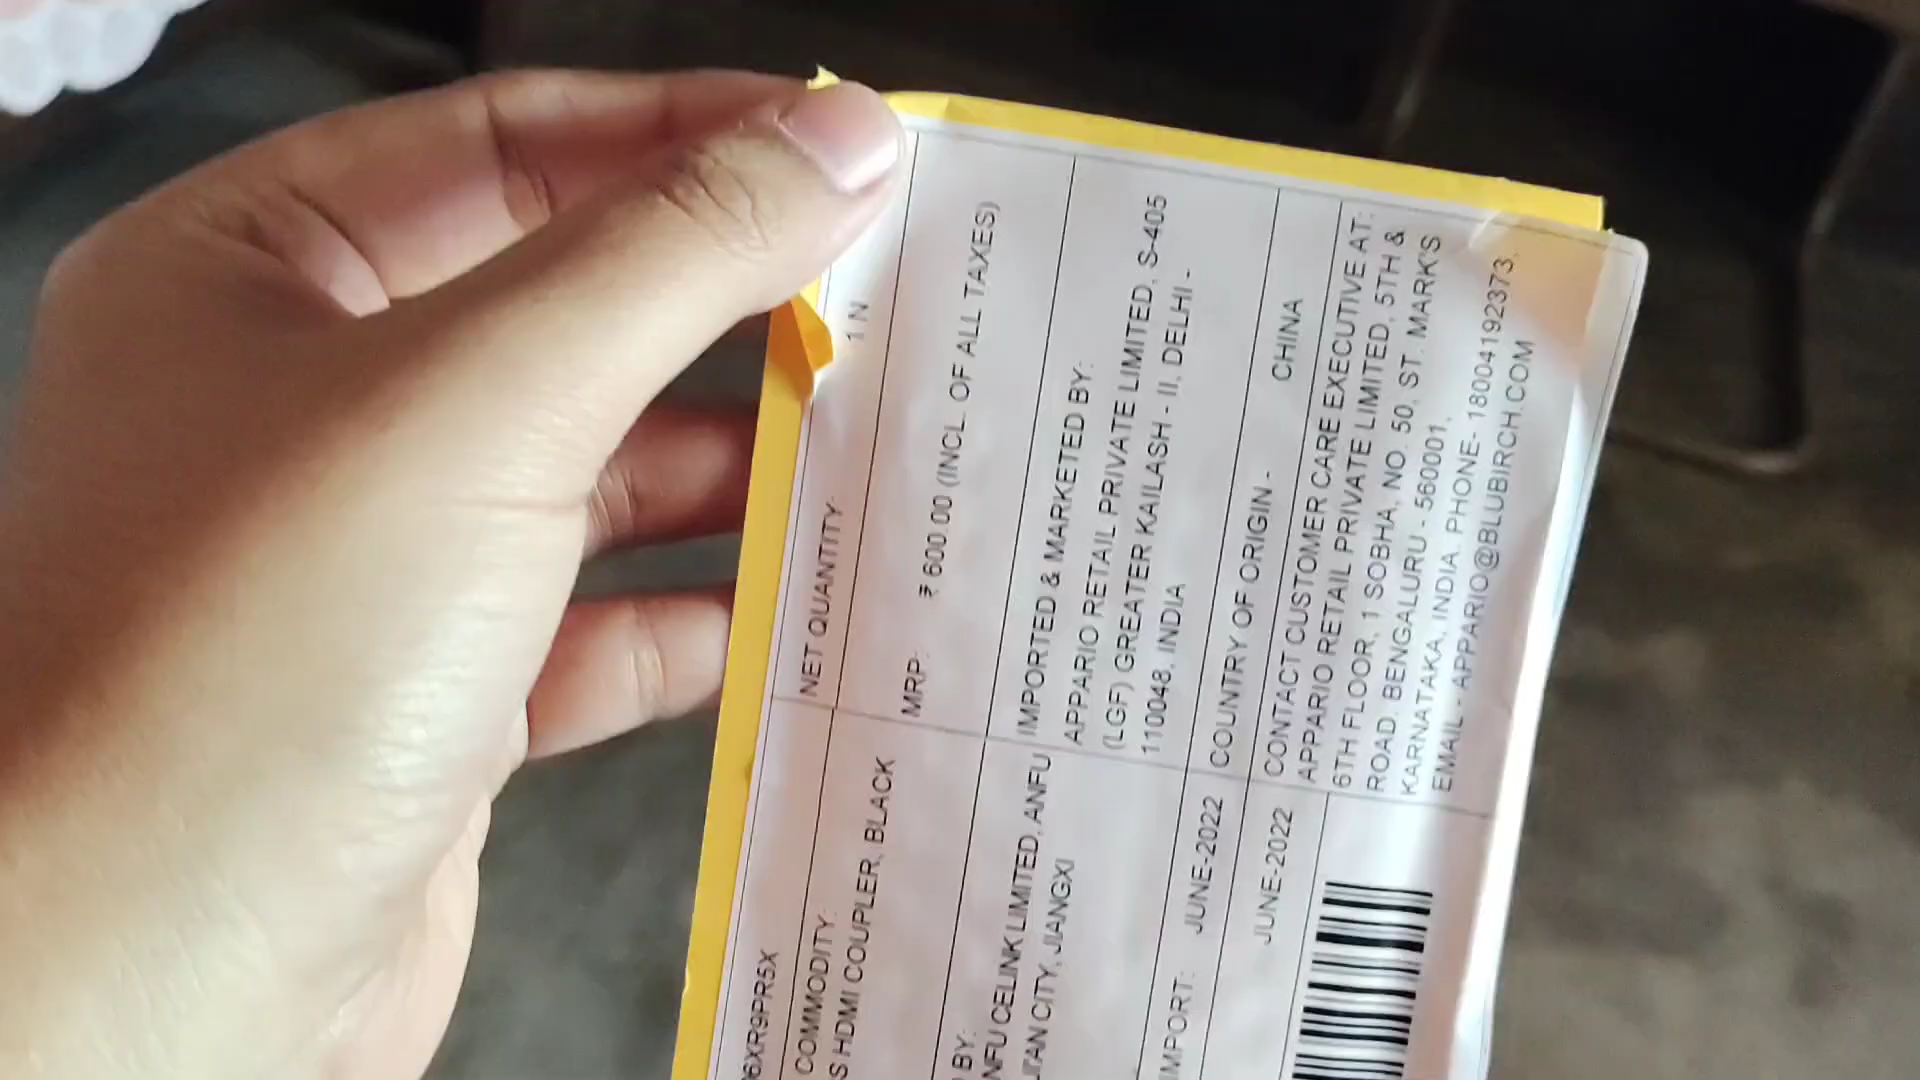 6XR9PR5X
NET QUANTITY:
1 N
COMMODITY:
S HDMI COUPLER, BLACK
MRP:
₹ 600.00 (INCL. OF ALL TAXES)
BY:
NFU CELINK LIMITED, ANFU
CITY, JIANGXI
IMPORTED & MARKETED BY:
APPARIO RETAIL PRIVATE LIMITED, S-405
(LGF) GREATER KAILASH - II, DELHI -
110048, INDIA
IMPORT:
JUNE-2022
COUNTRY OF ORIGIN -
CHINA
JUNE-2022
CONTACT CUSTOMER CARE EXECUTIVE AT:
APPARIO RETAIL PRIVATE LIMITED, 5TH &
6TH FLOOR, 1 SOBHA, NO. 50, ST. MARK'S
ROAD, BENGALURU - 560001,
KARNATAKA, INDIA. PHONE- 18004192373,
EMAIL - APPARIO@BLUBIRCH.COM